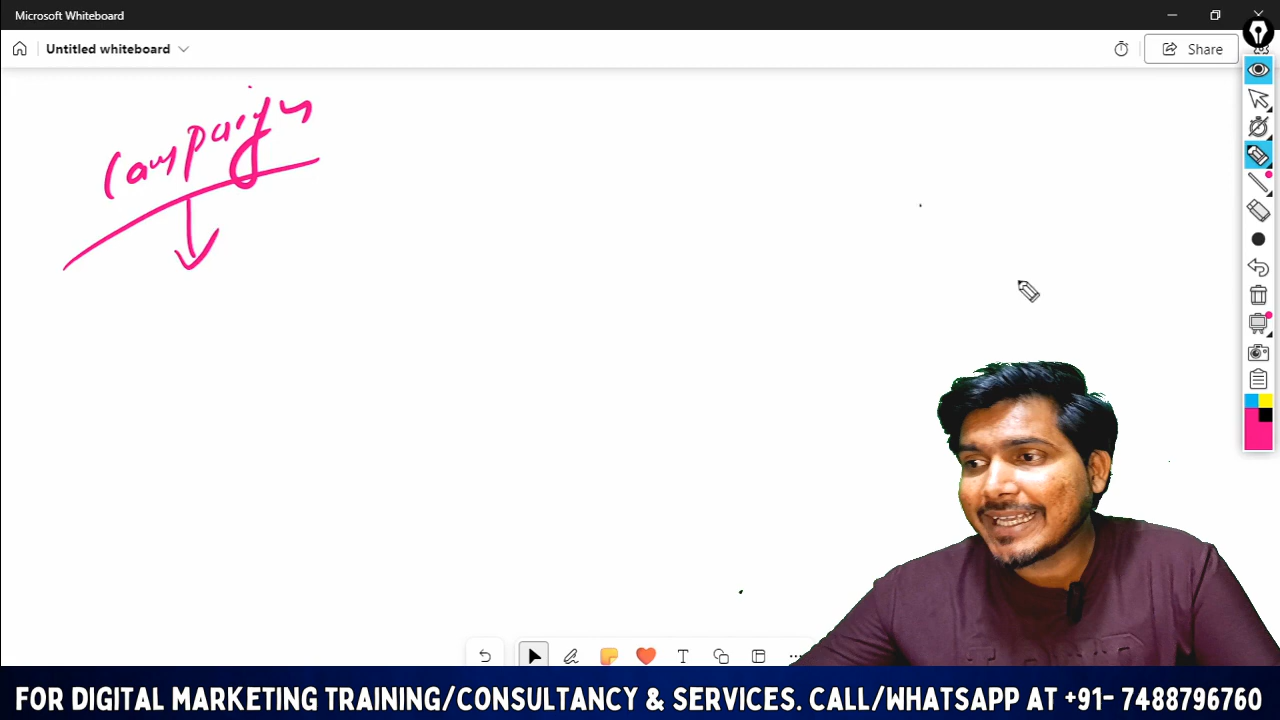 Microsoft Whiteboard
Untitled whiteboard
Share
Campaign
T
FOR DIGITAL MARKETING TRAINING/CONSULTANCY & SERVICES. CALL/WHATSAPP AT +91- 7488796760